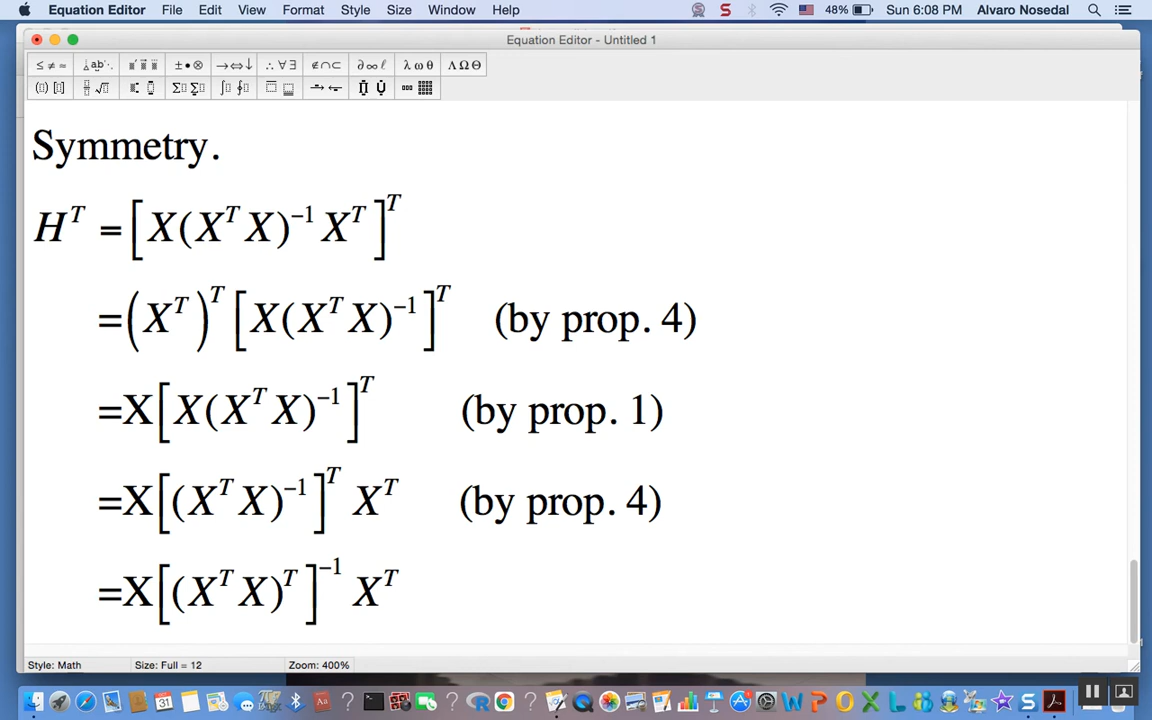 Equation Editor File Edit View Format Style Size Window Help 48% Sun 6:08 PM Alvaro Nosedal
Equation Editor - Untitled 1
≤ ≠ ≈ ± • ⊗ → ⇔ ↓ ∴ ∀ ∃ ∉ ∩ ⊂ ∂ ∞ ℓ λ ω θ Λ Ω Θ
Symmetry.
H^T = [X(X^T X)^{-1} X^T]^T
=(X^T)^T [X(X^T X)^{-1}]^T (by prop. 4)
=X[X(X^T X)^{-1}]^T (by prop. 1)
=X[(X^T X)^{-1}]^T X^T (by prop. 4)
=X[(X^T X)^T]^{-1} X^T
Style: Math Size: Full = 12 Zoom: 400%